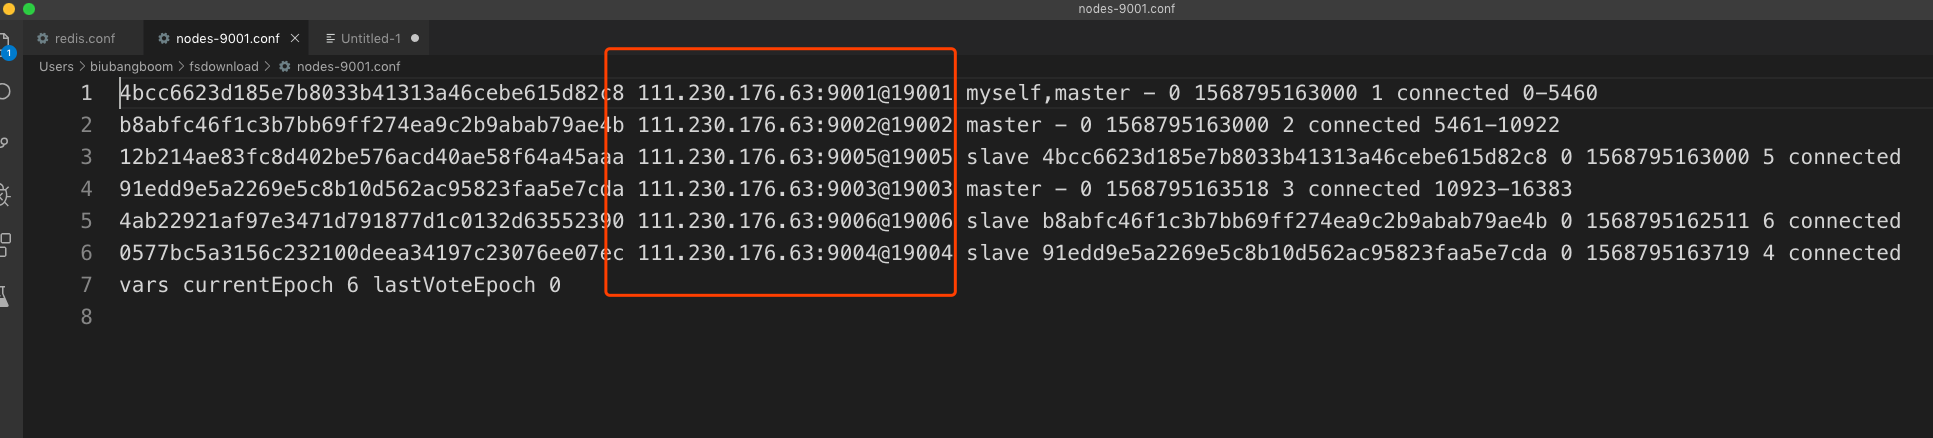 nodes-9001.conf
redis.conf nodes-9001.conf Untitled-1
1
Users biubangboom fsdownload nodes-9001.conf
1 4bcc6623d185e7b8033b41313a46cebe615d82c8 111.230.176.63:9001@19001 myself,master - 0 1568795163000 1 connected 0-5460
2 b8abfc46f1c3b7bb69ff274ea9c2b9abab79ae4b 111.230.176.63:9002@19002 master - 0 1568795163000 2 connected 5461-10922
3 12b214ae83fc8d402be576acd40ae58f64a45aaa 111.230.176.63:9005@19005 slave 4bcc6623d185e7b8033b41313a46cebe615d82c8 0 1568795163000 5 connected
4 91edd9e5a2269e5c8b10d562ac95823faa5e7cda 111.230.176.63:9003@19003 master - 0 1568795163518 3 connected 10923-16383
5 4ab22921af97e3471d791877d1c0132d63552390 111.230.176.63:9006@19006 slave b8abfc46f1c3b7bb69ff274ea9c2b9abab79ae4b 0 1568795162511 6 connected
6 0577bc5a3156c232100deea34197c23076ee07ec 111.230.176.63:9004@19004 slave 91edd9e5a2269e5c8b10d562ac95823faa5e7cda 0 1568795163719 4 connected
7 vars currentEpoch 6 lastVoteEpoch 0
8